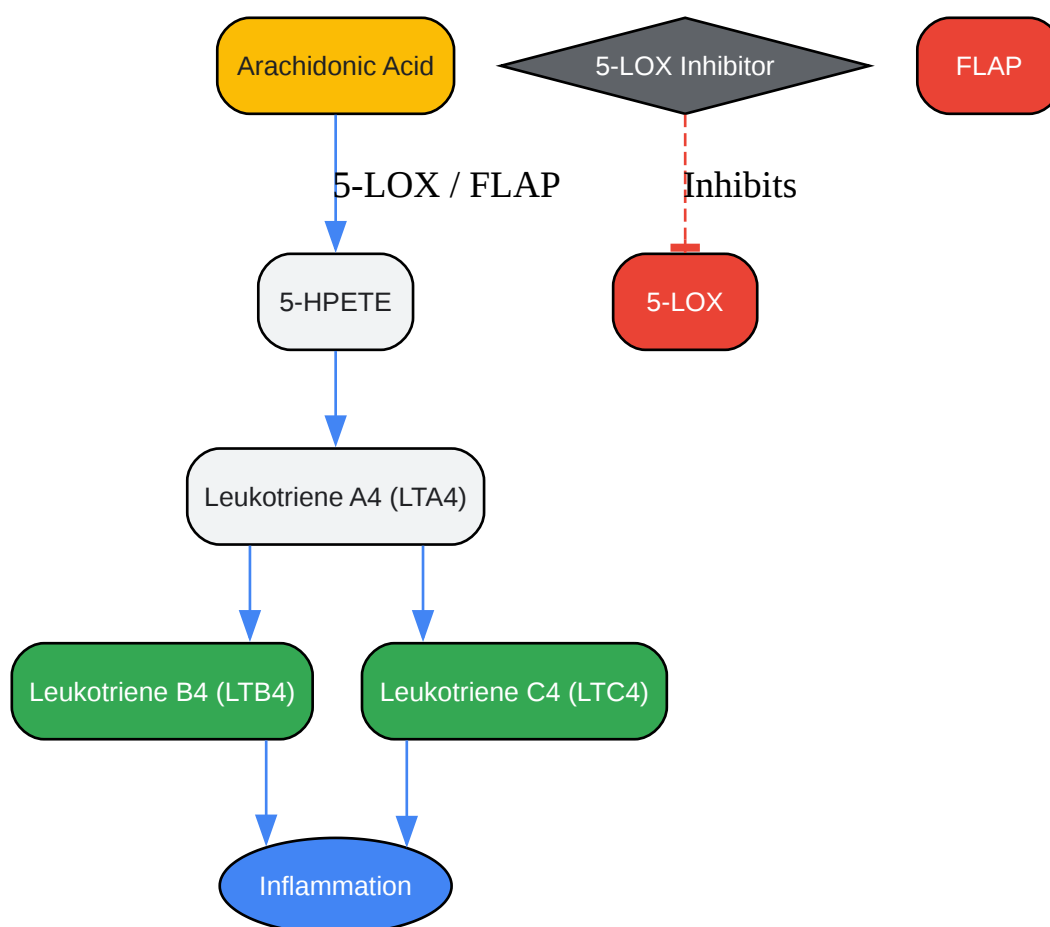 Arachidonic Acid
5-LOX Inhibitor
FLAP
5-LOX / FLAP
Inhibits
5-HPETE
5-LOX
Leukotriene A4 (LTA4)
Leukotriene B4 (LTB4)
Leukotriene C4 (LTC4)
Inflammation